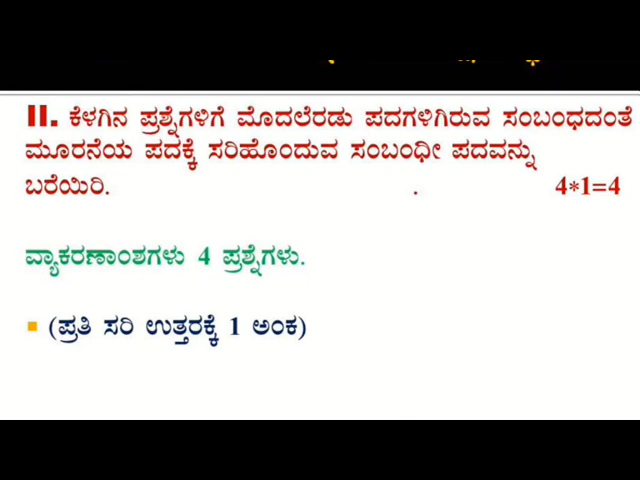 II. ಕೆಳಗಿನ ಪ್ರಶ್ನೆಗಳಿಗೆ ಮೊದಲೆರಡು ಪದಗಳಿಗಿರುವ ಸಂಬಂಧದಂತೆ
ಮೂರನೆಯ ಪದಕ್ಕೆ ಸರಿಹೊಂದುವ ಸಂಬಂಧೀ ಪದವನ್ನು
ಬರೆಯಿರಿ. . 4*1=4
ವ್ಯಾಕರಣಾಂಶಗಳು 4 ಪ್ರಶ್ನೆಗಳು.
(ಪ್ರತಿ ಸರಿ ಉತ್ತರಕ್ಕೆ 1 ಅಂಕ)